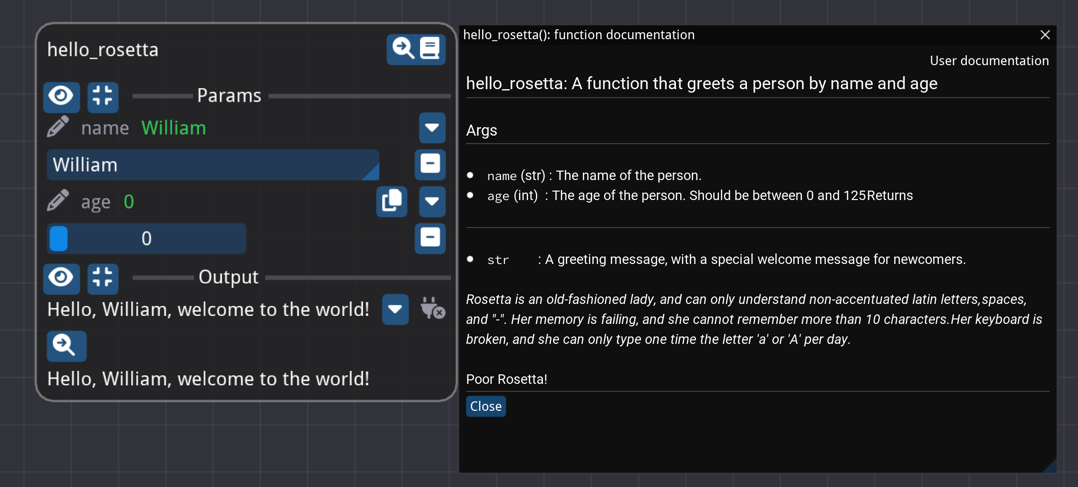 hello_rosetta
Params
name William
William
age 0
0
Output
Hello, William, welcome to the world!
Hello, William, welcome to the world!
hello_rosetta(): function documentation
User documentation
hello_rosetta: A function that greets a person by name and age
Args
name (str) : The name of the person.
age (int) : The age of the person. Should be between 0 and 125Returns
str : A greeting message, with a special welcome message for newcomers.
Rosetta is an old-fashioned lady, and can only understand non-accentuated latin letters,spaces,
and "-". Her memory is failing, and she cannot remember more than 10 characters.Her keyboard is
broken, and she can only type one time the letter 'a' or 'A' per day.
Poor Rosetta!
Close